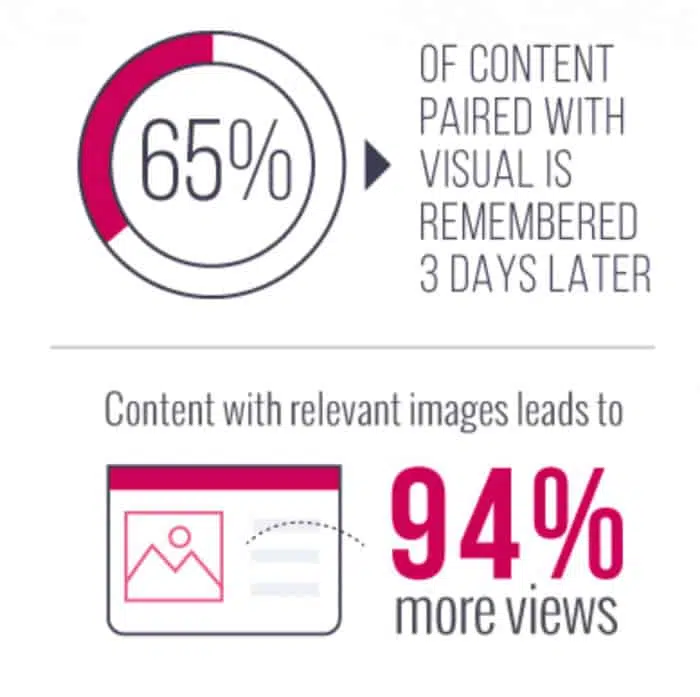 65%
OF CONTENT
PAIRED WITH
VISUAL IS
REMEMBERED
3 DAYS LATER
Content with relevant images leads to
94%
more views